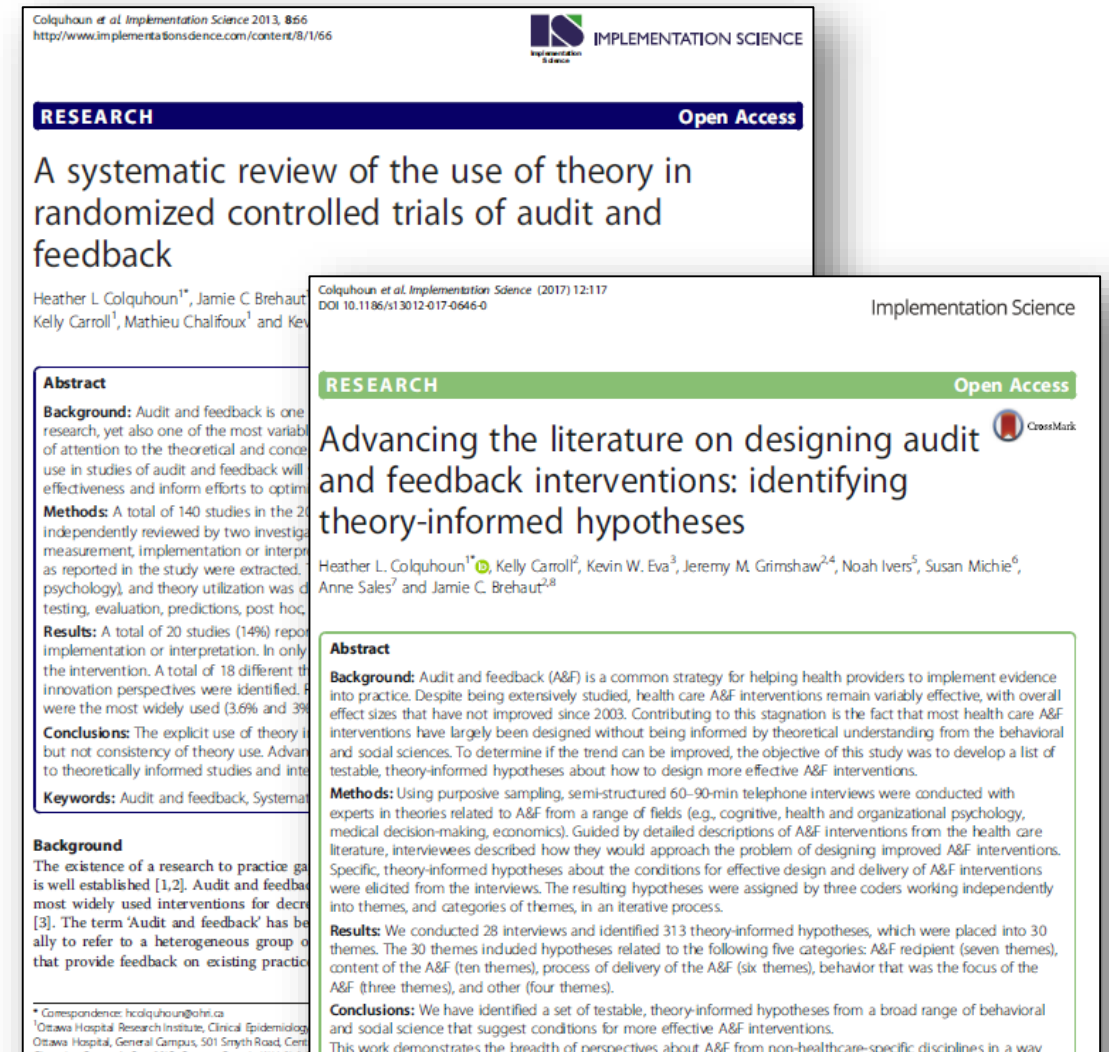 Colquhoun et al. Implementation Science 2013, 8:66
http://www.implementationscience.com/content/8/1/66
Implementation
Science
IMPLEMENTATION SCIENCE
RESEARCH
Open Access
A systematic review of the use of theory in
randomized controlled trials of audit and
feedback
Heather L Colquhoun1*, Jamie C Brehaut
Kelly Carroll1, Mathieu Chalifoux1 and
Abstract
Background: Audit and feedback is one
research, yet also one of the most
of attention to the theoretical and
use in studies of audit and feedback will
effectiveness and inform efforts to
Methods: A total of 140 studies in the
independently reviewed by two
measurement, implementation or
as reported in the study were extracted.
psychology), and theory utilization was
testing, evaluation, predictions, post hoc,
Results: A total of 20 studies (14%)
implementation or interpretation. In only
the intervention. A total of 18 different
innovation perspectives were identified.
were the most widely used (3.6% and 3%
Conclusions: The explicit use of theory
but not consistency of theory use.
to theoretically informed studies and
Keywords: Audit and feedback,
Background
The existence of a research to practice
is well established [1,2]. Audit and
most widely used interventions for
[3]. The term 'Audit and feedback' has
ally to refer to a heterogeneous group
that provide feedback on existing
* Correspondence: hcolquhoun@ohri.ca
1Ottawa Hospital Research Institute, Clinical Epidemiology
Ottawa Hospital, General Campus, 501 Smyth Road,
Colquhoun et al. Implementation Science (2017) 12:117
DOI 10.1186/s13012-017-0646-0
Implementation Science
RESEARCH
Open Access
CrossMark
Advancing the literature on designing audit
and feedback interventions: identifying
theory-informed hypotheses
Heather L. Colquhoun1*, Kelly Carroll2, Kevin W. Eva3, Jeremy M. Grimshaw2,4, Noah Ivers5, Susan Michie6,
Anne Sales7 and Jamie C. Brehaut2,8
Abstract
Background: Audit and feedback (A&F) is a common strategy for helping health providers to implement evidence
into practice. Despite being extensively studied, health care A&F interventions remain variably effective, with overall
effect sizes that have not improved since 2003. Contributing to this stagnation is the fact that most health care A&F
interventions have largely been designed without being informed by theoretical understanding from the behavioral
and social sciences. To determine if the trend can be improved, the objective of this study was to develop a list of
testable, theory-informed hypotheses about how to design more effective A&F interventions.
Methods: Using purposive sampling, semi-structured 60–90-min telephone interviews were conducted with
experts in theories related to A&F from a range of fields (e.g., cognitive, health and organizational psychology,
medical decision-making, economics). Guided by detailed descriptions of A&F interventions from the health care
literature, interviewees described how they would approach the problem of designing improved A&F interventions.
Specific, theory-informed hypotheses about the conditions for effective design and delivery of A&F interventions
were elicited from the interviews. The resulting hypotheses were assigned by three coders working independently
into themes, and categories of themes, in an iterative process.
Results: We conducted 28 interviews and identified 313 theory-informed hypotheses, which were placed into 30
themes. The 30 themes included hypotheses related to the following five categories: A&F recipient (seven themes),
content of the A&F (ten themes), process of delivery of the A&F (six themes), behavior that was the focus of the
A&F (three themes), and other (four themes).
Conclusions: We have identified a set of testable, theory-informed hypotheses from a broad range of behavioral
and social science that suggest conditions for more effective A&F interventions.
This work demonstrates the breadth of perspectives about A&F from non-healthcare-specific disciplines in a way